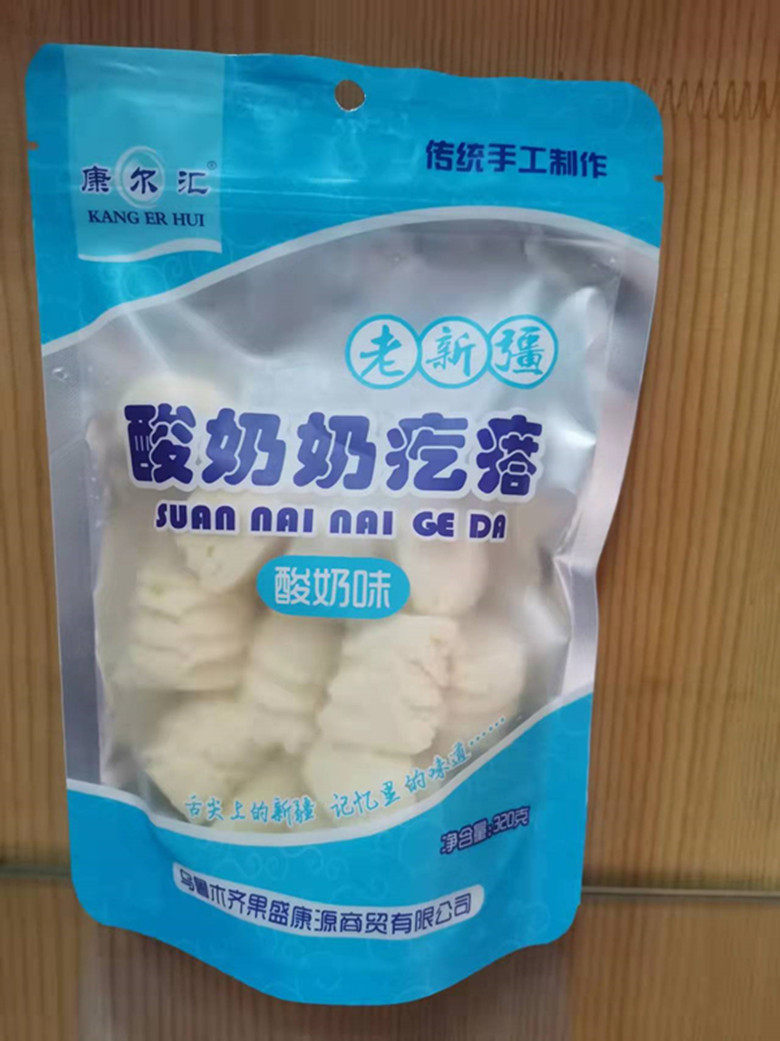 康尔汇®
KANG ER HUI
传统手工制作
老新疆
酸奶奶疙瘩
SUAN NAI NAI GE DA
酸奶味
舌尖上的新疆 记忆里的味道……
净含量:320克
乌鲁木齐果盛康源商贸有限公司